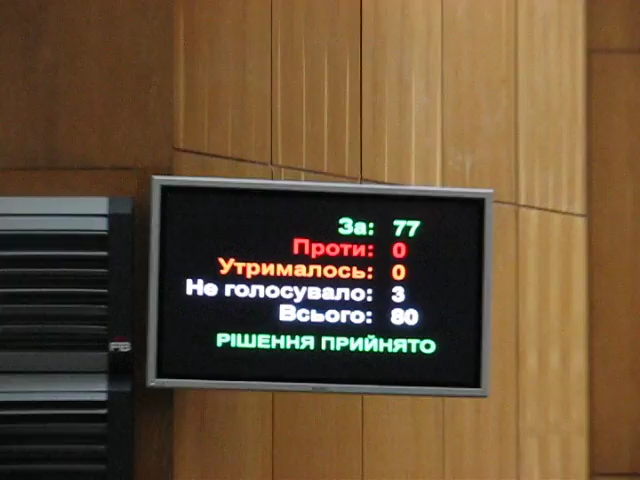 За: 77
Проти: 0
Утрималось: 0
Не голосувало: 3
Всього: 80
РІШЕННЯ ПРИЙНЯТО